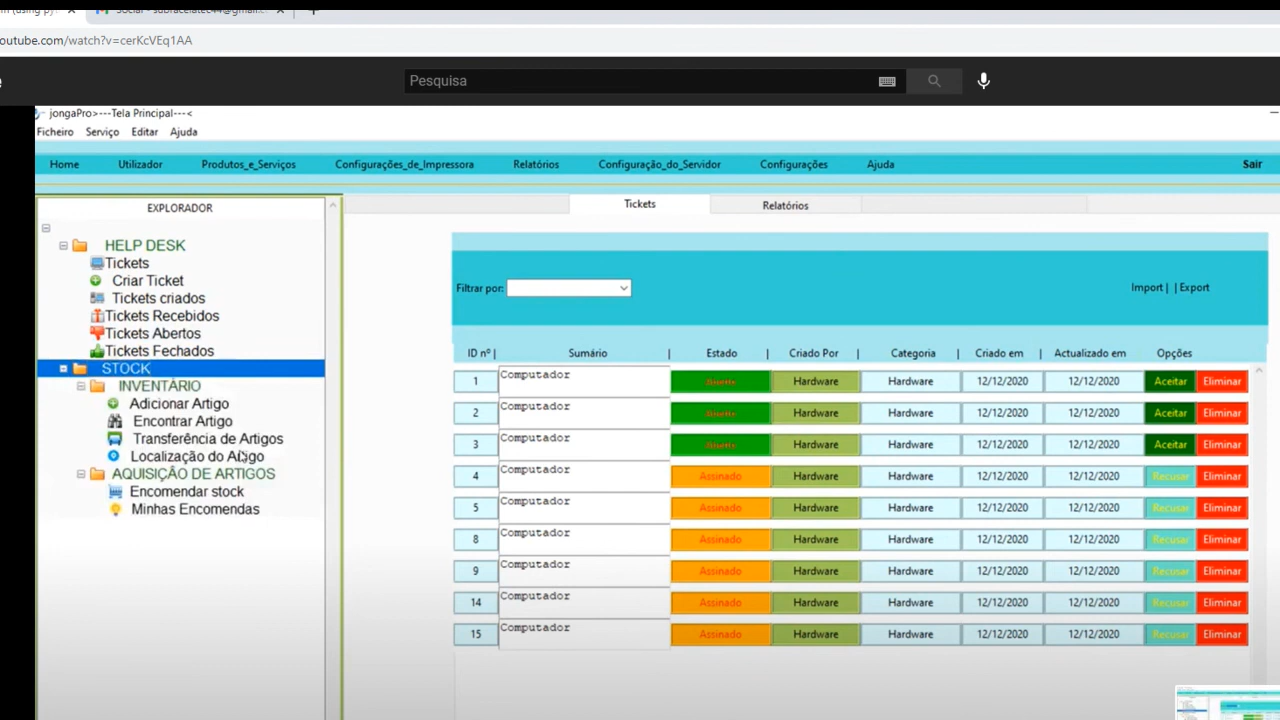 outube.com/watch?v=cerKcVEq1AA
Pesquisa
jongaPro>---Tela Principal---<
Ficheiro Serviço Editar Ajuda
Home Utilizador Produtos_e_Serviços Configurações_de_Impressora Relatórios Configuração_do_Servidor Configurações Ajuda Sair
EXPLORADOR
HELP DESK
Tickets
Criar Ticket
Tickets criados
Tickets Recebidos
Tickets Abertos
Tickets Fechados
STOCK
INVENTÁRIO
Adicionar Artigo
Encontrar Artigo
Transferência de Artigos
Localização do Artigo
AQUISIÇÃO DE ARTIGOS
Encomendar stock
Minhas Encomendas
Tickets Relatórios
Filtrar por: Import | | Export
ID nº | Sumário | Estado | Criado Por | Categoria | Criado em | Actualizado em Opções
1 Computador Hardware Hardware 12/12/2020 12/12/2020 Aceitar Eliminar
2 Computador Hardware Hardware 12/12/2020 12/12/2020 Aceitar Eliminar
3 Computador Hardware Hardware 12/12/2020 12/12/2020 Aceitar Eliminar
4 Computador Assinado Hardware Hardware 12/12/2020 12/12/2020 Recusar Eliminar
5 Computador Assinado Hardware Hardware 12/12/2020 12/12/2020 Recusar Eliminar
8 Computador Assinado Hardware Hardware 12/12/2020 12/12/2020 Recusar Eliminar
9 Computador Assinado Hardware Hardware 12/12/2020 12/12/2020 Recusar Eliminar
14 Computador Assinado Hardware Hardware 12/12/2020 12/12/2020 Recusar Eliminar
15 Computador Assinado Hardware Hardware 12/12/2020 12/12/2020 Recusar Eliminar